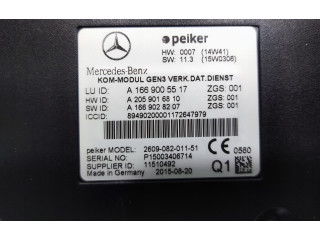 peiker
HW: 0007 (14W41)
SW: 11.3 (15W0306)
Mercedes-Benz
KOM-MODUL GEN3 VERK.DAT.DIENST
LU ID: A 166 900 55 17 ZGS: 001
HW ID: A 205 901 68 10 ZGS: 001
SW ID: A 166 902 82 07
ICCID: 89490200001172647979
peiker MODEL: 2609-082-011-51
SERIAL NO: P15003406714
SUPPLIER ID: 11510492
Made in Germany 2015-06-20
CE 0560
Q1